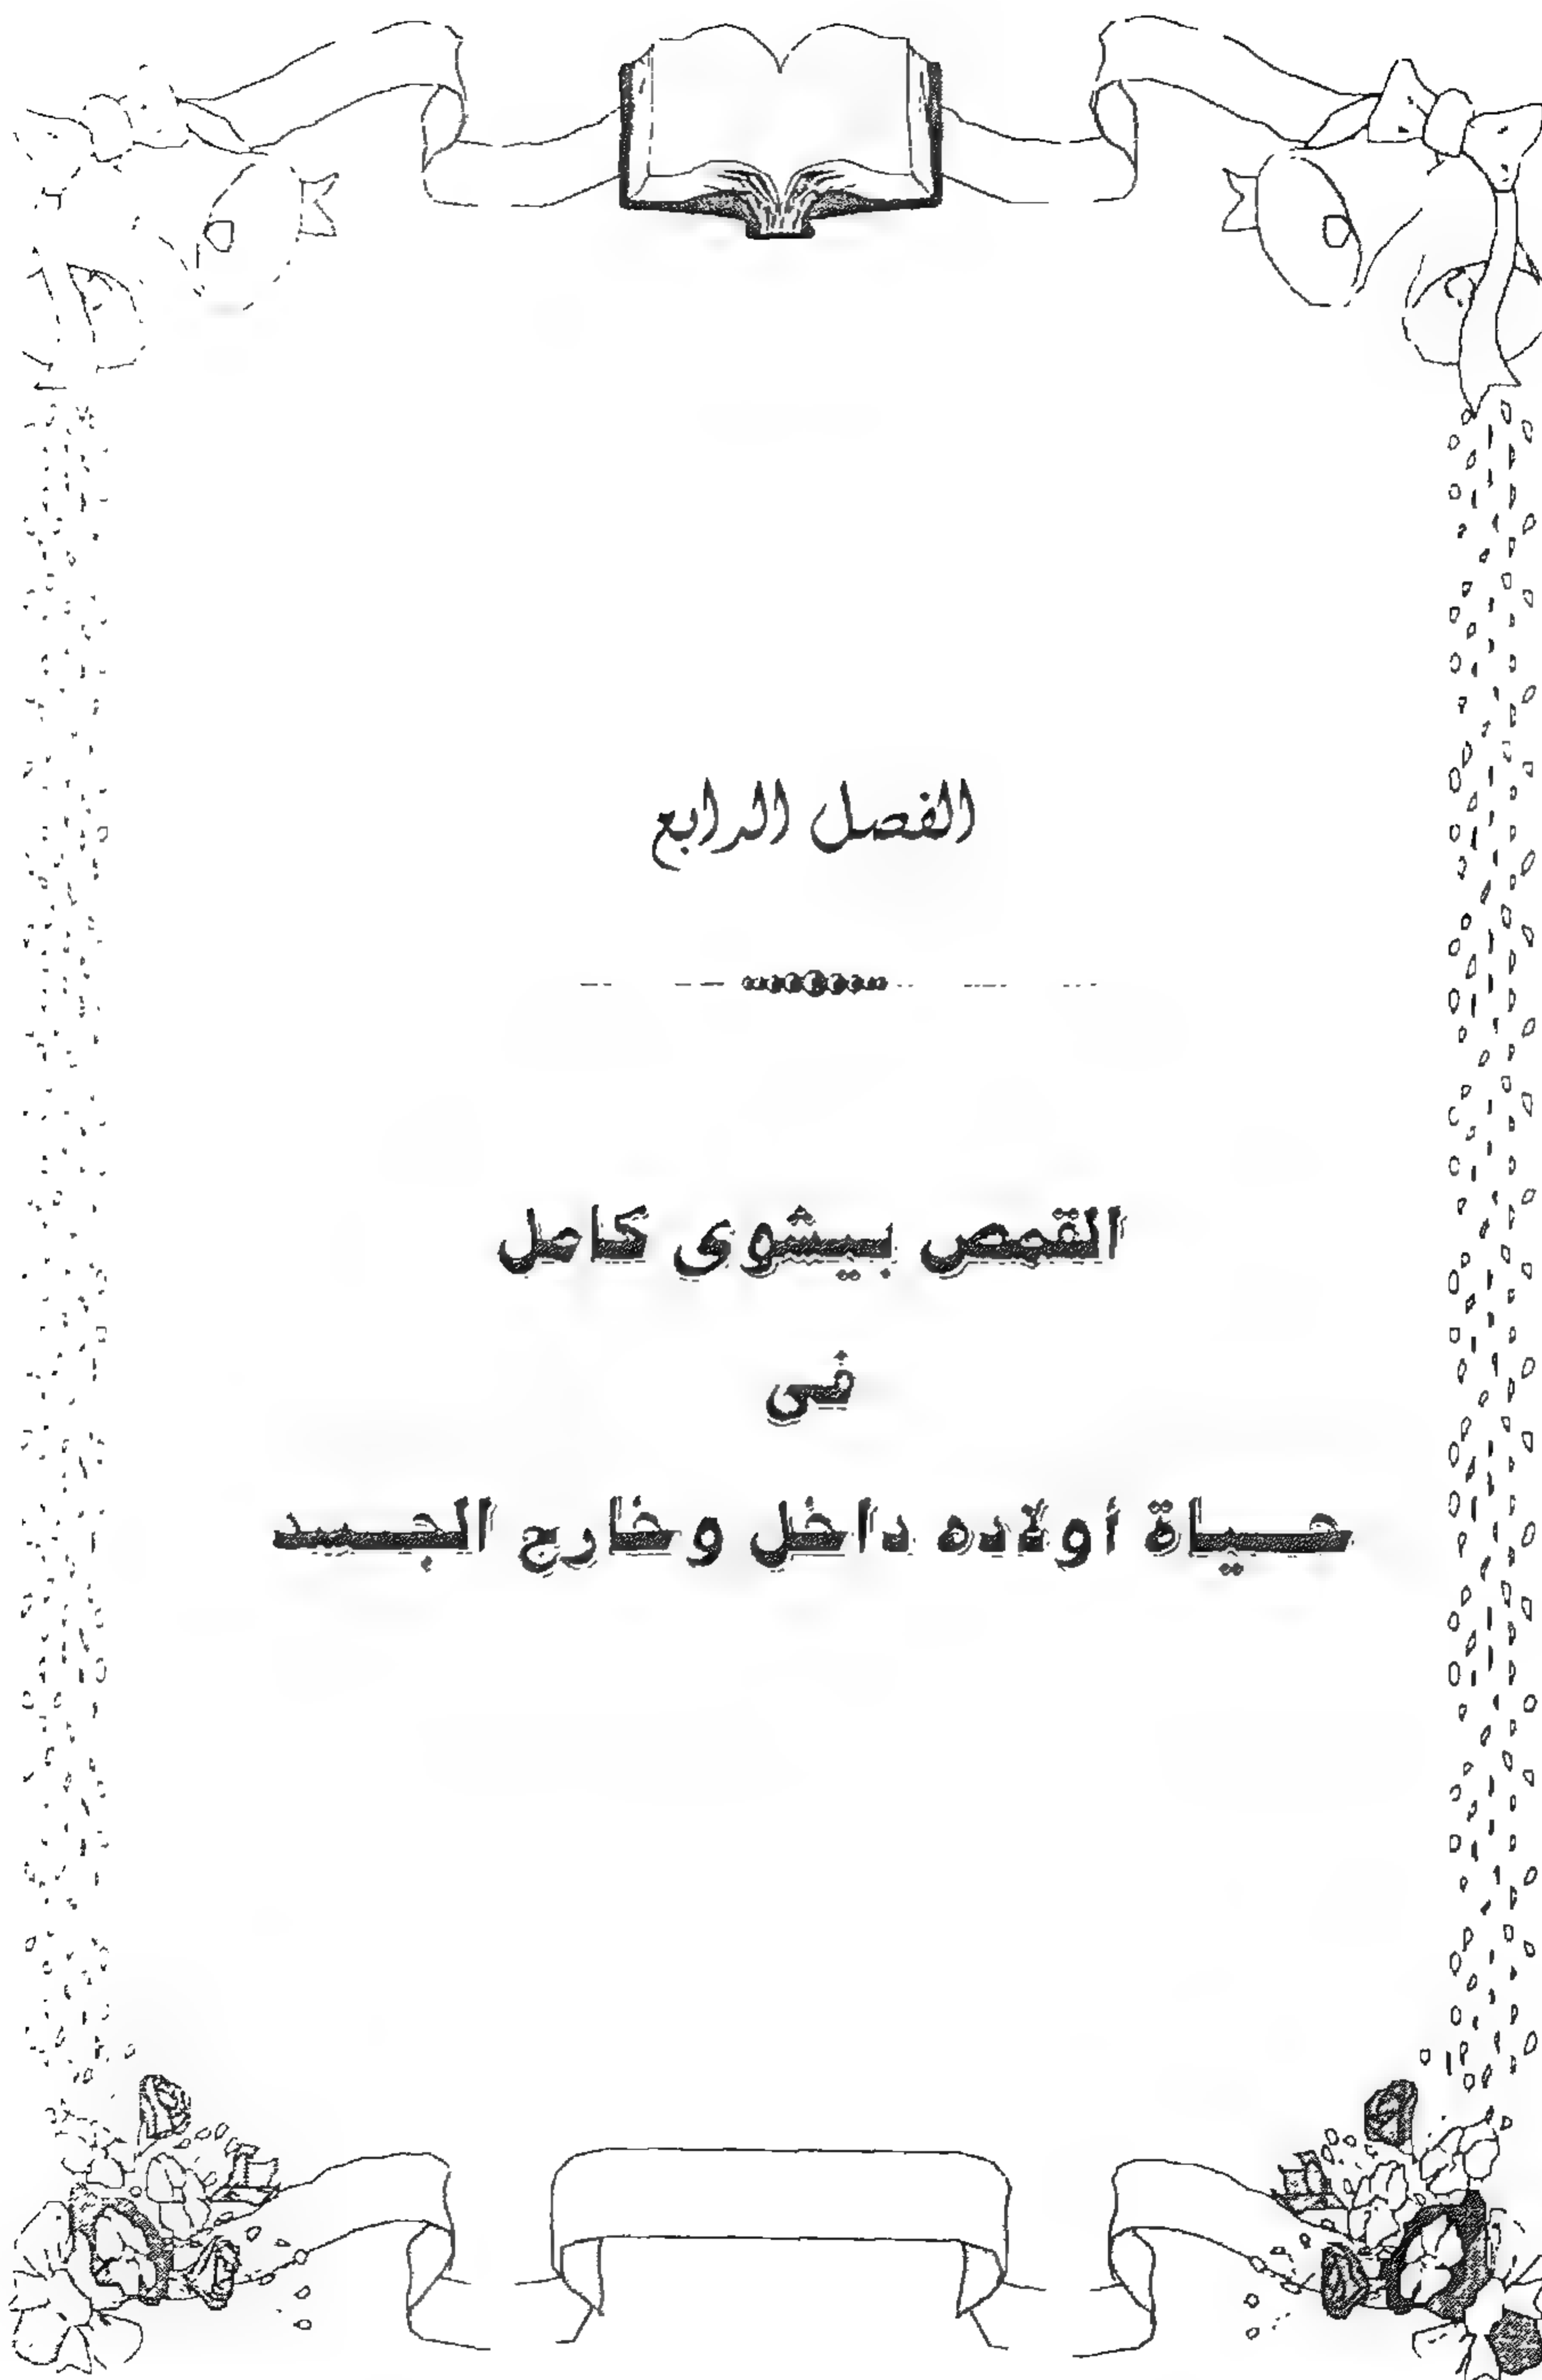 الفصل الرابع
القمص بيشوى كامل
فى
حياة أولاده داخل وخارج الجسد